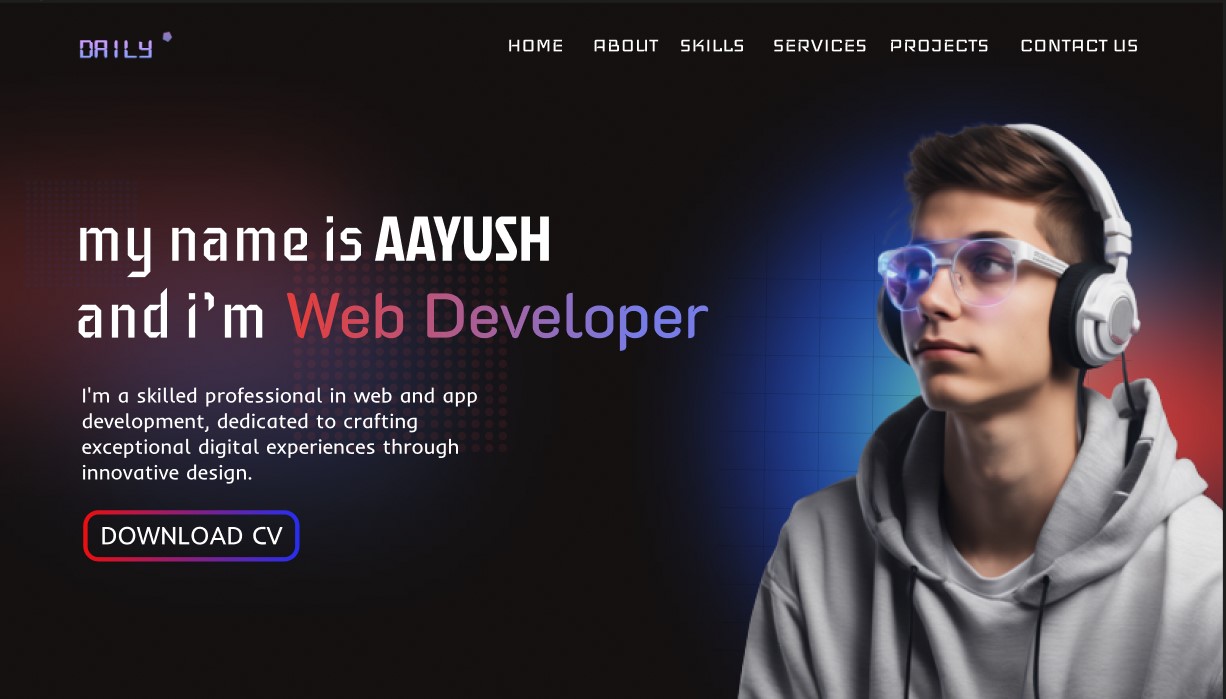 DAILY
HOME ABOUT SKILLS SERVICES PROJECTS CONTACT US
my name is AAYUSH
and i'm Web Developer
I'm a skilled professional in web and app
development, dedicated to crafting
exceptional digital experiences through
innovative design.
DOWNLOAD CV